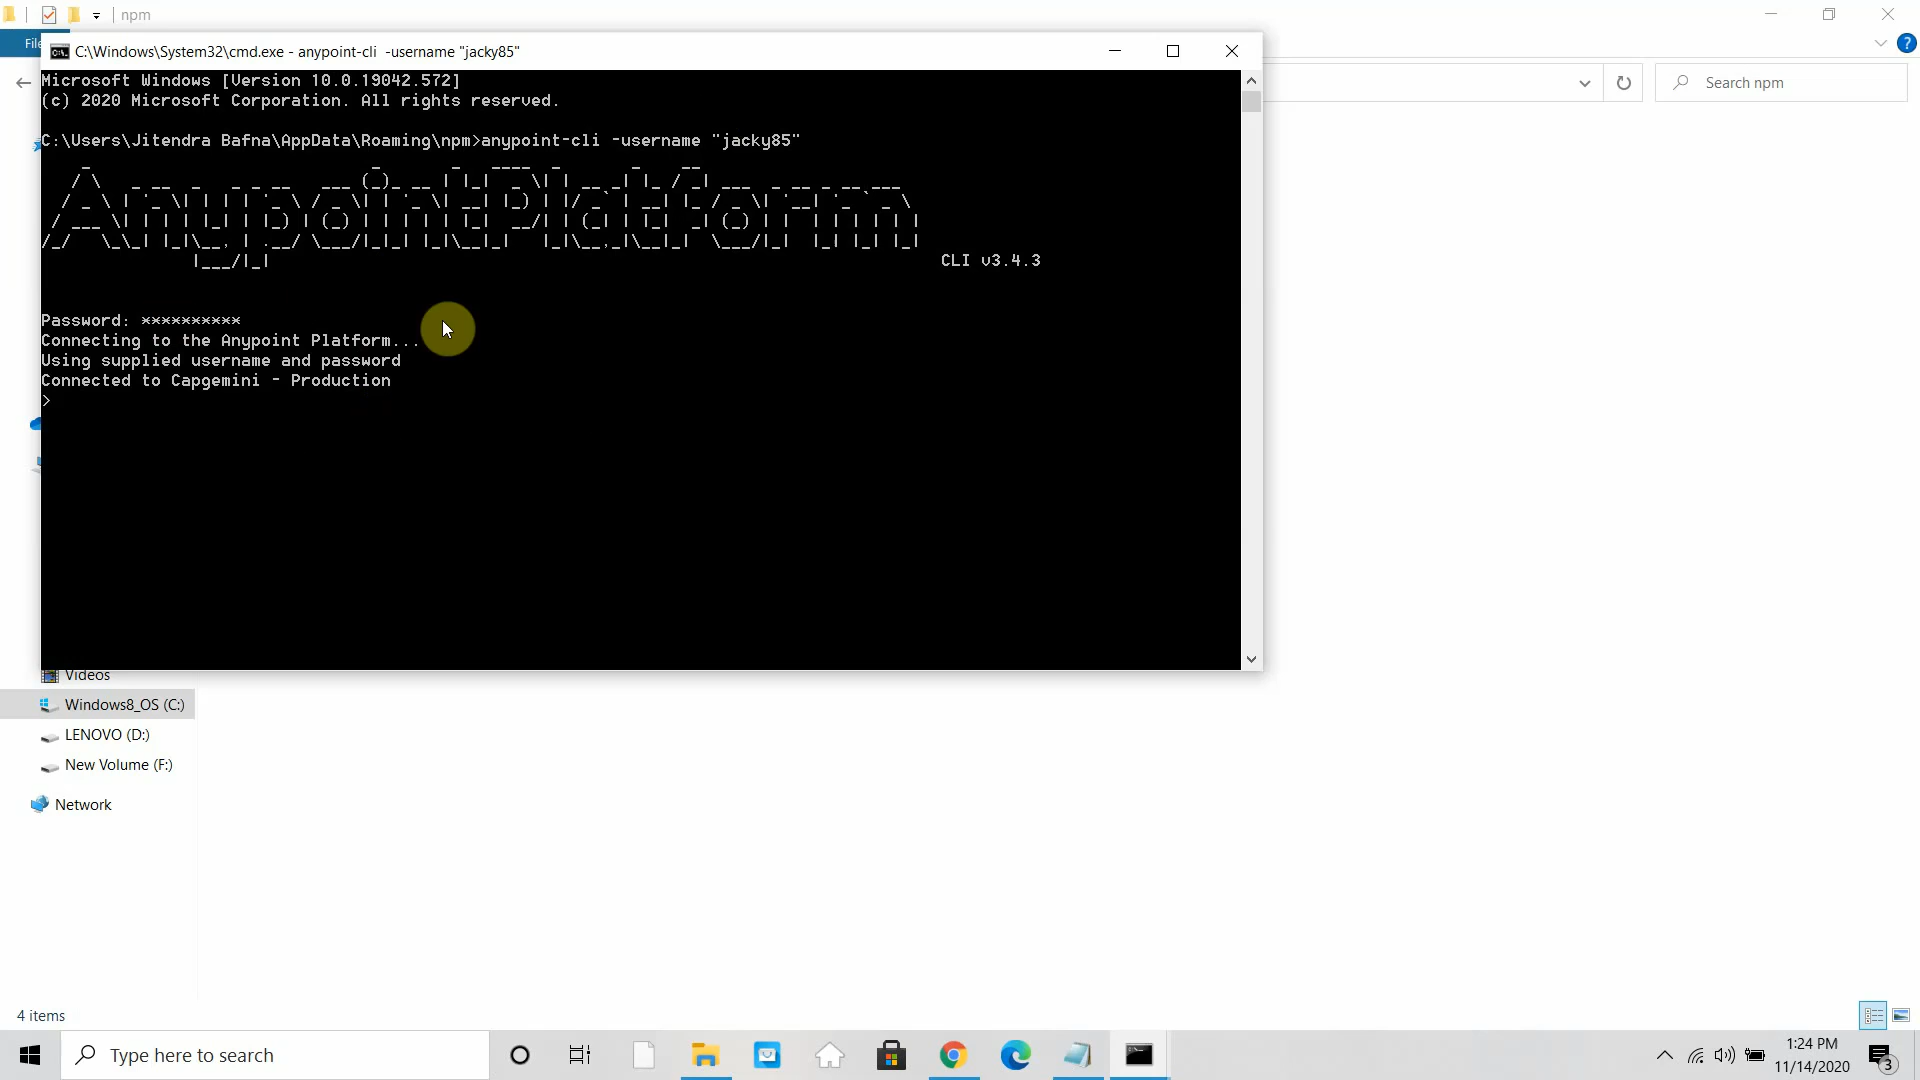 npm
File
C:\Windows\System32\cmd.exe - anypoint-cli  -username "jacky85"
Search npm
Microsoft Windows [Version 10.0.19042.572]
(c) 2020 Microsoft Corporation. All rights reserved.
C:\Users\Jitendra Bafna\AppData\Roaming\npm>anypoint-cli -username "jacky85"
AnypointPlatform
CLI v3.4.3
Password: **********
Connecting to the Anypoint Platform...
Using supplied username and password
Connected to Capgemini - Production
>
Videos
Windows8_OS (C:)
LENOVO (D:)
New Volume (F:)
Network
4 items
Type here to search
1:24 PM
11/14/2020
3